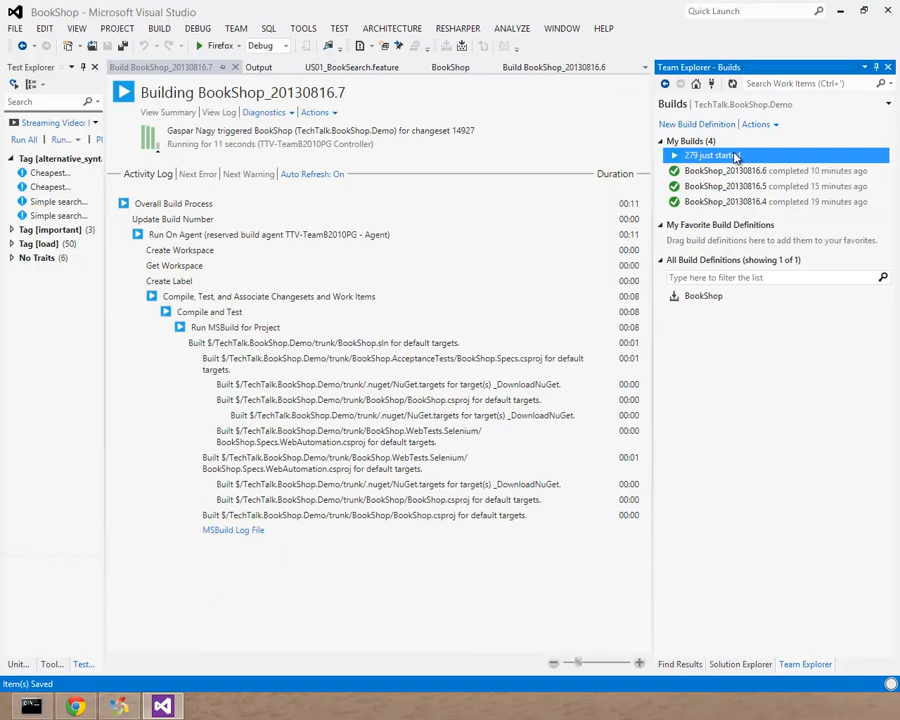 BookShop - Microsoft Visual Studio
Quick Launch
FILE EDIT VIEW PROJECT BUILD DEBUG TEAM SQL TOOLS TEST ARCHITECTURE RESHARPER ANALYZE WINDOW HELP
Firefox Debug
Test Explorer
Build BookShop_20130816.7 Output US01_BookSearch.feature BookShop Build BookShop_20130816.6
Team Explorer - Builds
Search
Search Work Items (Ctrl+')
Building BookShop_20130816.7
Builds | TechTalk.BookShop.Demo
View Summary | View Log | Diagnostics | Actions
Streaming Video: I
New Build Definition | Actions
Gaspar Nagy triggered BookShop (TechTalk.BookShop.Demo) for changeset 14927
Running for 11 seconds (TTV-TeamB2010PG Controller)
Run All | Run... | Pl
My Builds (4)
279 just
BookShop_20130816.6 completed 10 minutes ago
BookShop_20130816.5 completed 15 minutes ago
BookShop_20130816.4 completed 19 minutes ago
Tag [alternative_synt
Cheapest...
Cheapest...
Simple search...
Simple search...
Tag [important] (3)
Tag [load] (50)
No Traits (6)
Activity Log | Next Error | Next Warning | Auto Refresh: On Duration
Overall Build Process 00:11
Update Build Number 00:00
Run On Agent (reserved build agent TTV-TeamB2010PG - Agent) 00:11
Create Workspace 00:00
Get Workspace 00:00
Create Label 00:00
Compile, Test, and Associate Changesets and Work Items 00:08
Compile and Test 00:08
Run MSBuild for Project 00:08
Built $/TechTalk.BookShop.Demo/trunk/BookShop.sln for default targets. 00:01
Built $/TechTalk.BookShop.Demo/trunk/BookShop.AcceptanceTests/BookShop.Specs.csproj for default 00:01
targets.
Built $/TechTalk.BookShop.Demo/trunk/.nuget/NuGet.targets for target(s) _DownloadNuGet. 00:00
Built $/TechTalk.BookShop.Demo/trunk/BookShop/BookShop.csproj for default targets. 00:00
Built $/TechTalk.BookShop.Demo/trunk/.nuget/NuGet.targets for target(s) _DownloadNuGet. 00:00
Built $/TechTalk.BookShop.Demo/trunk/BookShop.WebTests.Selenium/ 00:00
BookShop.Specs.WebAutomation.csproj for default targets.
Built $/TechTalk.BookShop.Demo/trunk/BookShop.WebTests.Selenium/ 00:01
BookShop.Specs.WebAutomation.csproj for default targets.
Built $/TechTalk.BookShop.Demo/trunk/.nuget/NuGet.targets for target(s) _DownloadNuGet. 00:00
Built $/TechTalk.BookShop.Demo/trunk/BookShop/BookShop.csproj for default targets. 00:00
Built $/TechTalk.BookShop.Demo/trunk/BookShop/BookShop.csproj for default targets. 00:00
MSBuild Log File
My Favorite Build Definitions
Drag build definitions here to add them to your favorites.
All Build Definitions (showing 1 of 1)
Type here to filter the list
BookShop
Unit... Tool... Test...
Find Results Solution Explorer Team Explorer
Item(s) Saved